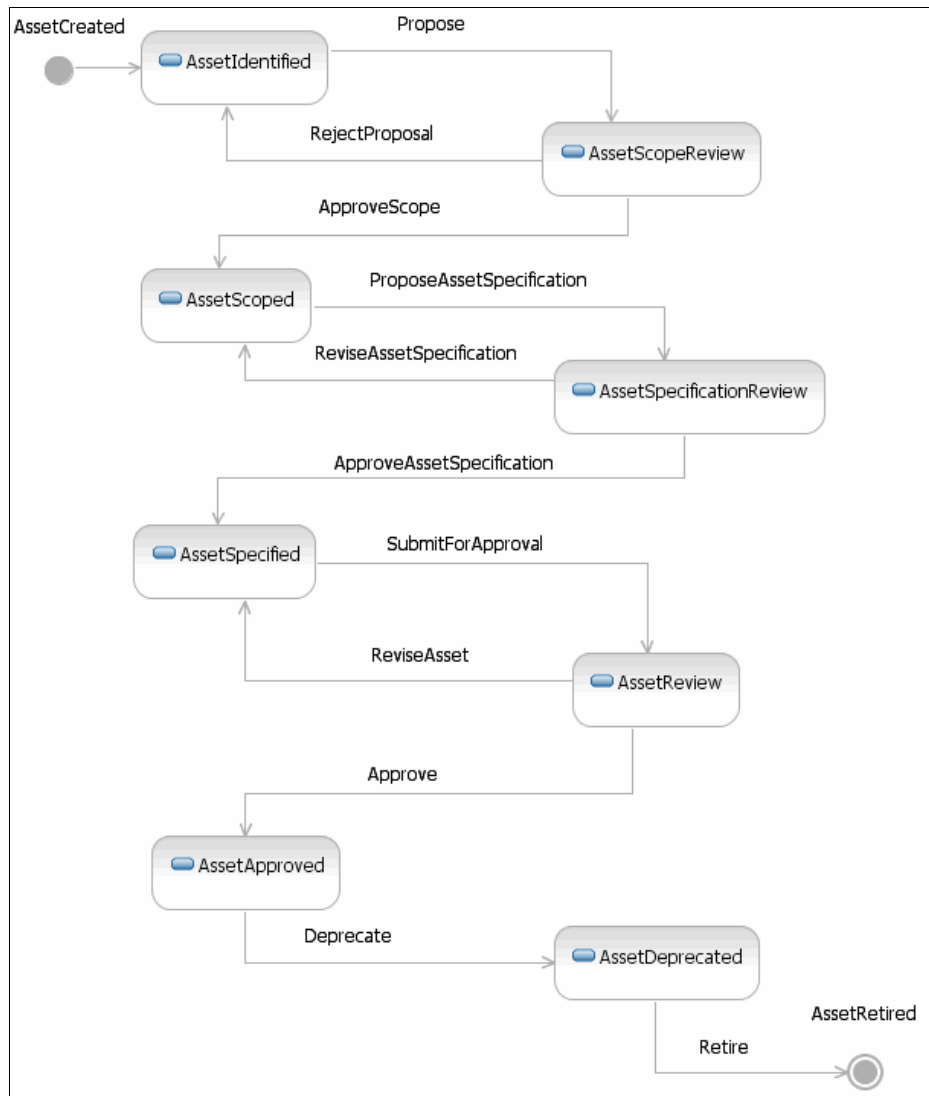 AssetCreated
Propose
AssetIdentified
RejectProposal
AssetScopeReview
ApproveScope
AssetScoped
ProposeAssetSpecification
ReviseAssetSpecification
AssetSpecificationReview
ApproveAssetSpecification
AssetSpecified
SubmitForApproval
ReviseAsset
AssetReview
Approve
AssetApproved
Deprecate
AssetDeprecated
AssetRetired
Retire